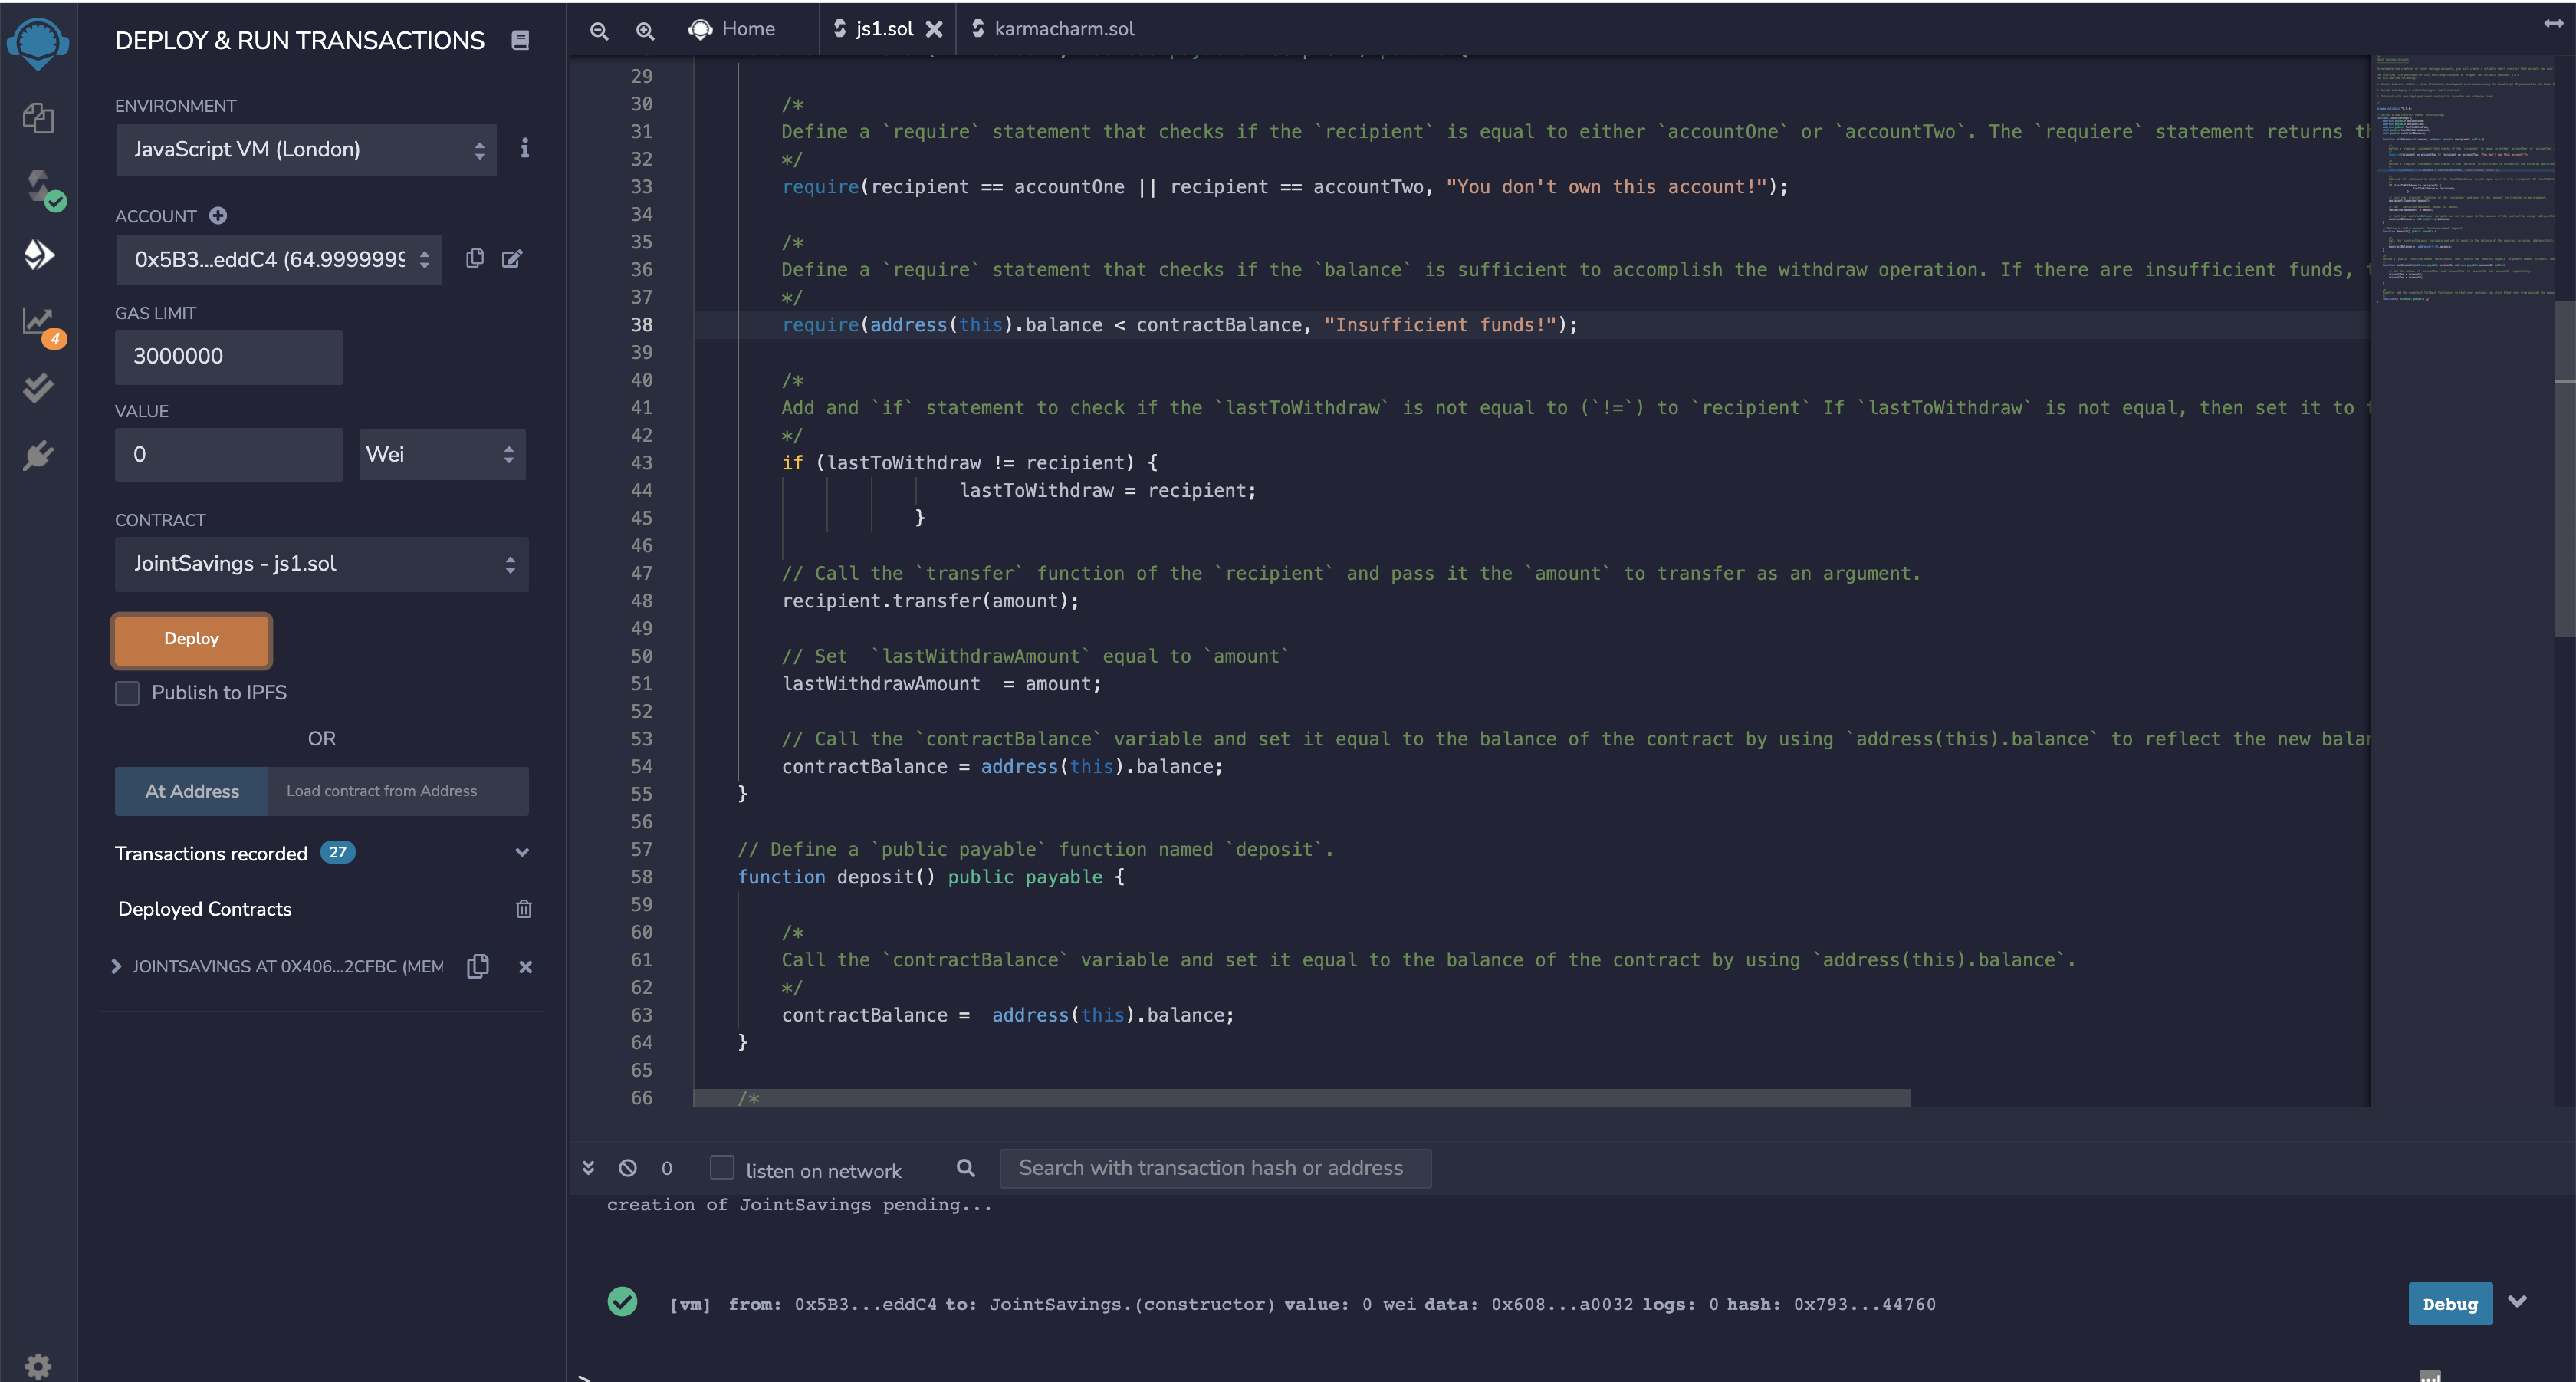 DEPLOY & RUN TRANSACTIONS
ENVIRONMENT
JavaScript VM (London)
ACCOUNT
0x5B3...eddC4 (64.9999999
GAS LIMIT
3000000
VALUE
0
Wei
CONTRACT
JointSavings - js1.sol
Deploy
Publish to IPFS
OR
At Address
Load contract from Address
Transactions recorded 27
Deployed Contracts
JOINTSAVINGS AT 0X406...2CFBC (MEM
4
Home
js1.sol
karmacharm.sol
29
30 /*
31 Define a `require` statement that checks if the `recipient` is equal to either `accountOne` or `accountTwo`. The `requiere` statement returns th
32 */
33 require(recipient == accountOne || recipient == accountTwo, "You don't own this account!");
34
35 /*
36 Define a `require` statement that checks if the `balance` is sufficient to accomplish the withdraw operation. If there are insufficient funds,
37 */
38 require(address(this).balance < contractBalance, "Insufficient funds!");
39
40 /*
41 Add and `if` statement to check if the `lastToWithdraw` is not equal to (`!=`) to `recipient` If `lastToWithdraw` is not equal, then set it to
42 */
43 if (lastToWithdraw != recipient) {
44 lastToWithdraw = recipient;
45 }
46
47 // Call the `transfer` function of the `recipient` and pass it the `amount` to transfer as an argument.
48 recipient.transfer(amount);
49
50 // Set  `lastWithdrawAmount` equal to `amount`
51 lastWithdrawAmount  = amount;
52
53 // Call the `contractBalance` variable and set it equal to the balance of the contract by using `address(this).balance` to reflect the new balan
54 contractBalance = address(this).balance;
55 }
56
57 // Define a `public payable` function named `deposit`.
58 function deposit() public payable {
59
60 /*
61 Call the `contractBalance` variable and set it equal to the balance of the contract by using `address(this).balance`.
62 */
63 contractBalance =  address(this).balance;
64 }
65
66 /*
0
listen on network
Search with transaction hash or address
creation of JointSavings pending...
[vm] from: 0x5B3...eddC4 to: JointSavings.(constructor) value: 0 wei data: 0x608...a0032 logs: 0 hash: 0x793...44760
Debug
>